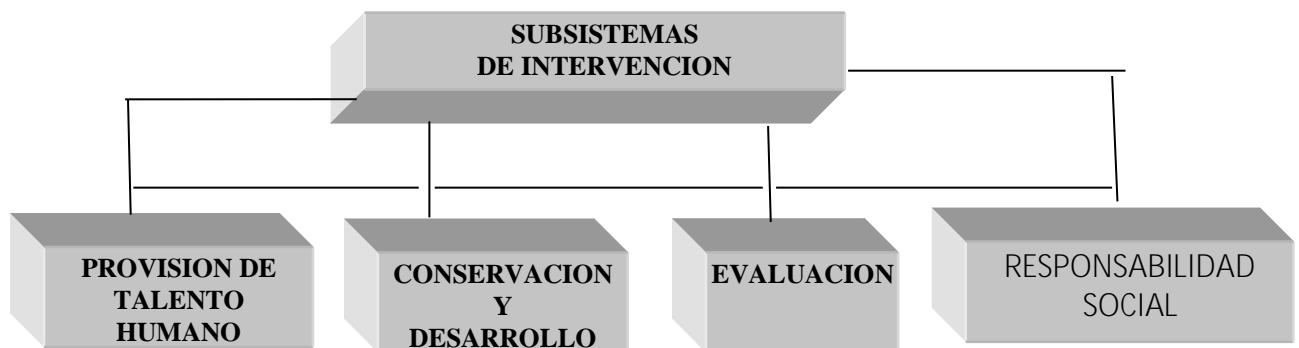 SUBSISTEMAS
DE INTERVENCION
PROVISION DE
TALENTO
HUMANO
CONSERVACION
Y
DESARROLLO
EVALUACION
RESPONSABILIDAD
SOCIAL